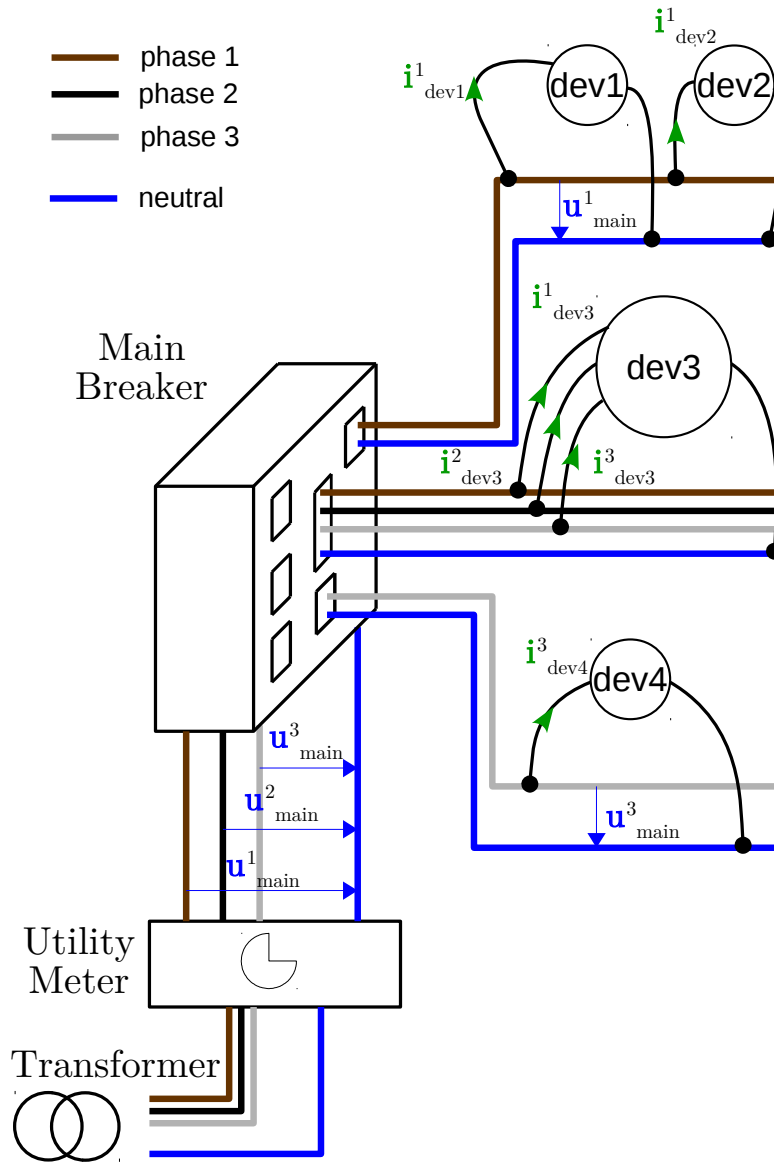 phase 1
phase 2
phase 3
neutral
i¹dev1
dev1
i¹dev2
dev2
u¹main
i¹dev3
dev3
i²dev3
i³dev3
Main
Breaker
i³dev4
dev4
u³main
u³main
u²main
u¹main
Utility
Meter
Transformer